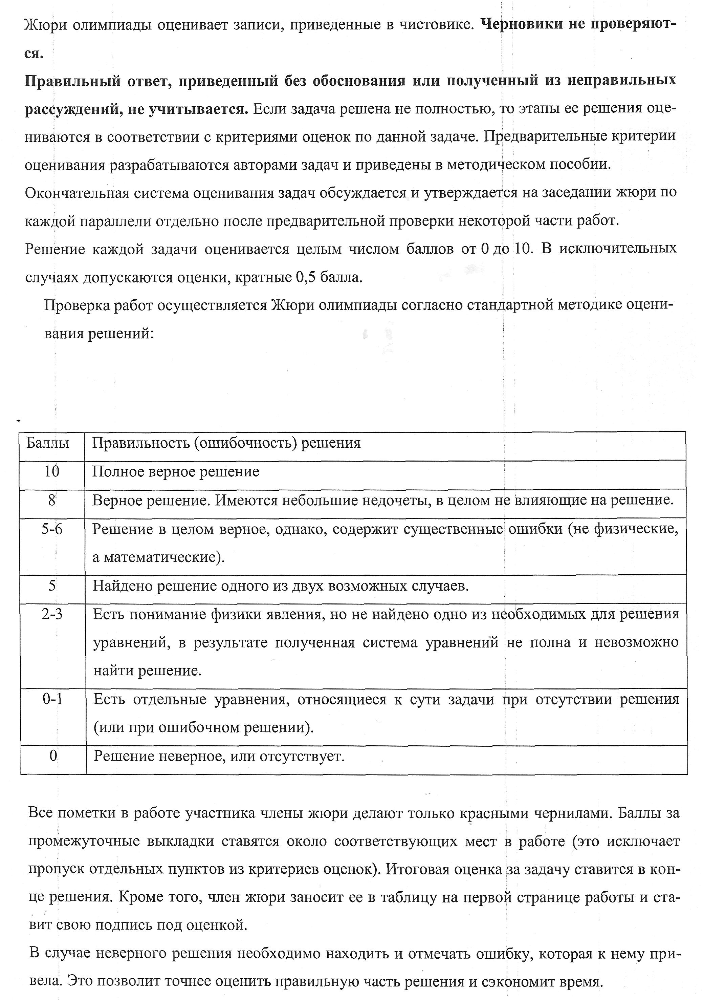 Жюри олимпиады оценивает записи, приведенные в чистовике. Черновики не проверяют-
ся.
Правильный ответ, приведенный без обоснования или полученный из неправильных
рассуждений, не учитывается. Если задача решена не полностью, то этапы ее решения оце-
ниваются в соответствии с критериями оценок по данной задаче. Предварительные критерии
оценивания разрабатываются авторами задач и приведены в методическом пособии.
Окончательная система оценивания задач обсуждается и утверждается на заседании жюри по
каждой параллели отдельно после предварительной проверки некоторой части работ.
Решение каждой задачи оценивается целым числом баллов от 0 до 10. В исключительных
случаях допускаются оценки, кратные 0,5 балла.
Проверка работ осуществляется Жюри олимпиады согласно стандартной методике оцени-
вания решений:
Баллы Правильность (ошибочность) решения
10 Полное верное решение
8 Верное решение. Имеются небольшие недочеты, в целом не влияющие на решение.
5-6 Решение в целом верное, однако, содержит существенные ошибки (не физические,
а математические).
5 Найдено решение одного из двух возможных случаев.
2-3 Есть понимание физики явления, но не найдено одно из необходимых для решения
уравнений, в результате полученная система уравнений не полна и невозможно
найти решение.
0-1 Есть отдельные уравнения, относящиеся к сути задачи при отсутствии решения
(или при ошибочном решении).
0 Решение неверное, или отсутствует.
Все пометки в работе участника члены жюри делают только красными чернилами. Баллы за
промежуточные выкладки ставятся около соответствующих мест в работе (это исключает
пропуск отдельных пунктов из критериев оценок). Итоговая оценка за задачу ставится в кон-
це решения. Кроме того, член жюри заносит ее в таблицу на первой странице работы и ста-
вит свою подпись под оценкой.
В случае неверного решения необходимо находить и отмечать ошибку, которая к нему при-
вела. Это позволит точнее оценить правильную часть решения и сэкономит время.